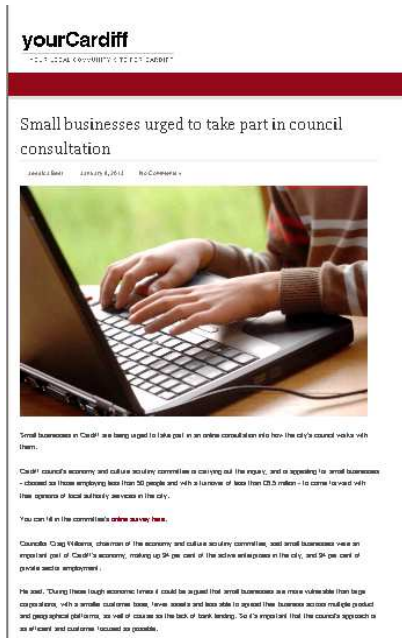 yourCardiff
YOUR LOCAL COMMUNITY SITE FOR CARDIFF
Small businesses urged to take part in council
consultation
January 6, 2011 No Comments »
Small businesses in Cardiff are being urged to take part in an online consultation into how the city's council works with
them.
Cardiff council's economy and culture scrutiny committee is carrying out the inquiry, and is appealing for small businesses
- classed as those employing less than 50 people and with a turnover of less than £6.5 million - to come forward with
their opinions of local authority services in the city.
You can fill in the committee's online survey here.
Councillor Craig Williams, chairman of the economy and culture scrutiny committee, said small businesses were an
important part of Cardiff's economy, making up 94 per cent of the active enterprises in the city, and 94 per cent of
private sector employment.
He said: "During these tough economic times it could be argued that small businesses are more vulnerable than large
corporations, with a smaller customer base, fewer assets and less able to spread their business across multiple product
and geographical platforms, as well of course as the lack of bank lending. So it's important that the council's approach is
as efficient and customer focused as possible.